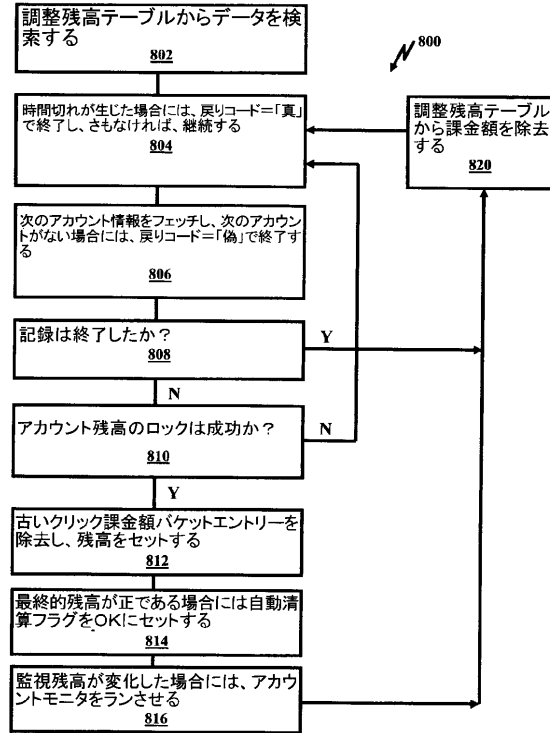 調整残高テーブルからデータを検
索する
802
800
時間切れが生じた場合には、戻りコード=「真」
で終了し、さもなければ、継続する
804
調整残高テーブル
から課金額を除去
する
820
次のアカウント情報をフェッチし、次のアカウン
トがない場合には、戻りコード=「偽」で終了す
る
806
記録は終了したか?
808
Y
N
アカウント残高のロックは成功か?
810
N
Y
古いクリック課金額バケットエントリーを
除去し、残高をセットする
812
最終的残高が正である場合には自動清
算フラグをOKにセットする
814
監視残高が変化した場合には、アカウ
ントモニタをランさせる
816